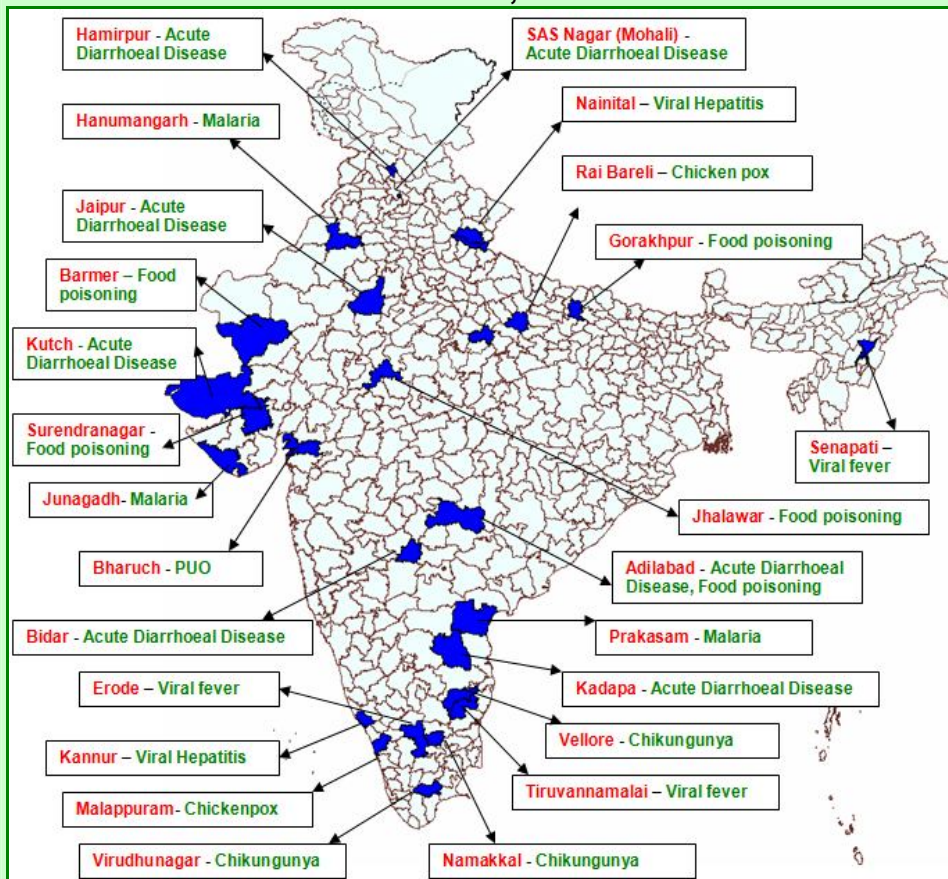 Hamirpur - Acute
Diarrhoeal Disease
SAS Nagar (Mohali) -
Acute Diarrhoeal Disease
Hanumangarh - Malaria
Nainital – Viral Hepatitis
Rai Bareli – Chicken pox
Jaipur - Acute
Diarrhoeal Disease
Gorakhpur - Food poisoning
Barmer – Food
poisoning
Kutch - Acute
Diarrhoeal Disease
Surendranagar -
Food poisoning
Senapati –
Viral fever
Junagadh- Malaria
Jhalawar - Food poisoning
Bharuch - PUO
Adilabad - Acute Diarrhoeal
Disease, Food poisoning
Bidar - Acute Diarrhoeal Disease
Prakasam - Malaria
Erode – Viral fever
Kadapa - Acute Diarrhoeal Disease
Kannur – Viral Hepatitis
Vellore - Chikungunya
Malappuram- Chickenpox
Tiruvannamalai – Viral fever
Virudhunagar - Chikungunya
Namakkal - Chikungunya